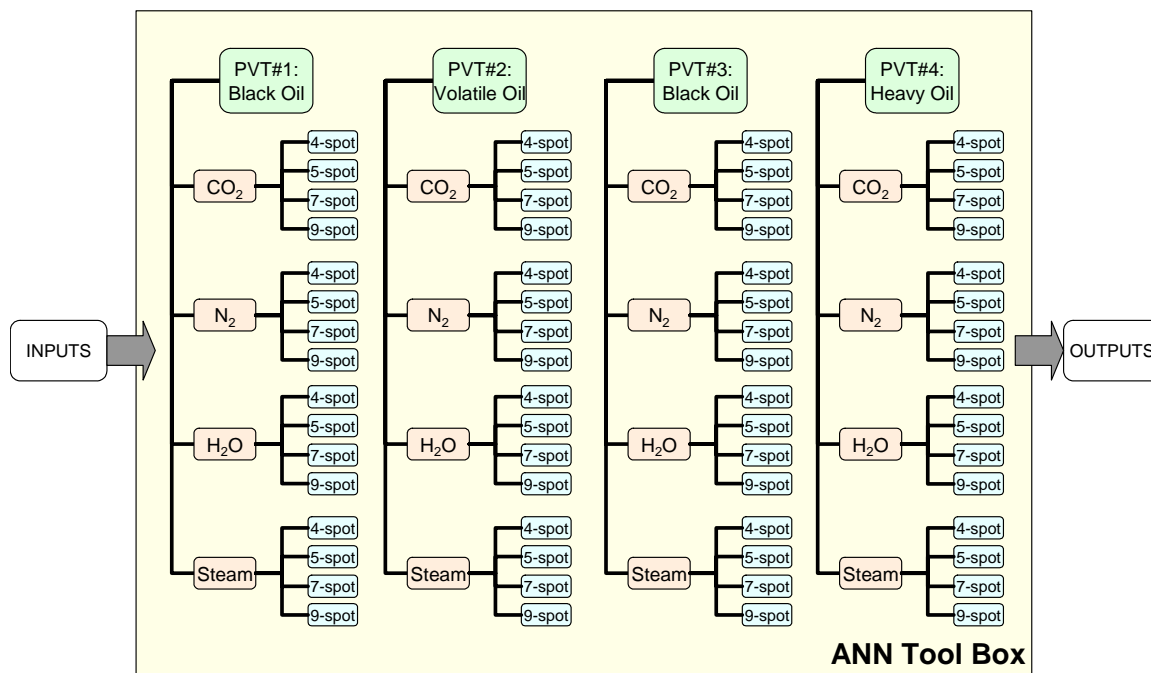 PVT#1:
Black Oil
CO₂
4-spot
5-spot
7-spot
9-spot
N₂
4-spot
5-spot
7-spot
9-spot
H₂O
4-spot
5-spot
7-spot
9-spot
Steam
4-spot
5-spot
7-spot
9-spot
PVT#2:
Volatile Oil
CO₂
4-spot
5-spot
7-spot
9-spot
N₂
4-spot
5-spot
7-spot
9-spot
H₂O
4-spot
5-spot
7-spot
9-spot
Steam
4-spot
5-spot
7-spot
9-spot
PVT#3:
Black Oil
CO₂
4-spot
5-spot
7-spot
9-spot
N₂
4-spot
5-spot
7-spot
9-spot
H₂O
4-spot
5-spot
7-spot
9-spot
Steam
4-spot
5-spot
7-spot
9-spot
PVT#4:
Heavy Oil
CO₂
4-spot
5-spot
7-spot
9-spot
N₂
4-spot
5-spot
7-spot
9-spot
H₂O
4-spot
5-spot
7-spot
9-spot
Steam
4-spot
5-spot
7-spot
9-spot
INPUTS
OUTPUTS
ANN Tool Box